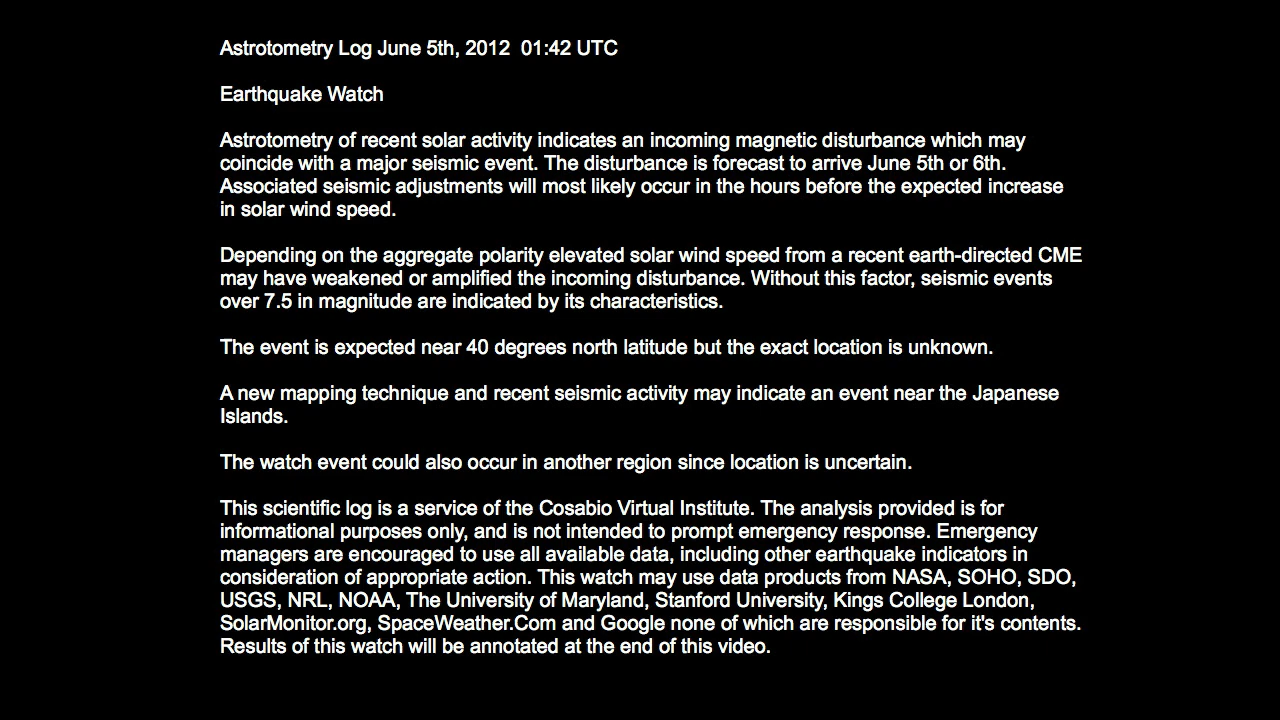 Astrotometry Log June 5th, 2012  01:42 UTC
Earthquake Watch
Astrotometry of recent solar activity indicates an incoming magnetic disturbance which may
coincide with a major seismic event. The disturbance is forecast to arrive June 5th or 6th.
Associated seismic adjustments will most likely occur in the hours before the expected increase
in solar wind speed.
Depending on the aggregate polarity elevated solar wind speed from a recent earth-directed CME
may have weakened or amplified the incoming disturbance. Without this factor, seismic events
over 7.5 in magnitude are indicated by its characteristics.
The event is expected near 40 degrees north latitude but the exact location is unknown.
A new mapping technique and recent seismic activity may indicate an event near the Japanese
Islands.
The watch event could also occur in another region since location is uncertain.
This scientific log is a service of the Cosabio Virtual Institute. The analysis provided is for
informational purposes only, and is not intended to prompt emergency response. Emergency
managers are encouraged to use all available data, including other earthquake indicators in
consideration of appropriate action. This watch may use data products from NASA, SOHO, SDO,
USGS, NRL, NOAA, The University of Maryland, Stanford University, Kings College London,
SolarMonitor.org, SpaceWeather.Com and Google none of which are responsible for it's contents.
Results of this watch will be annotated at the end of this video.